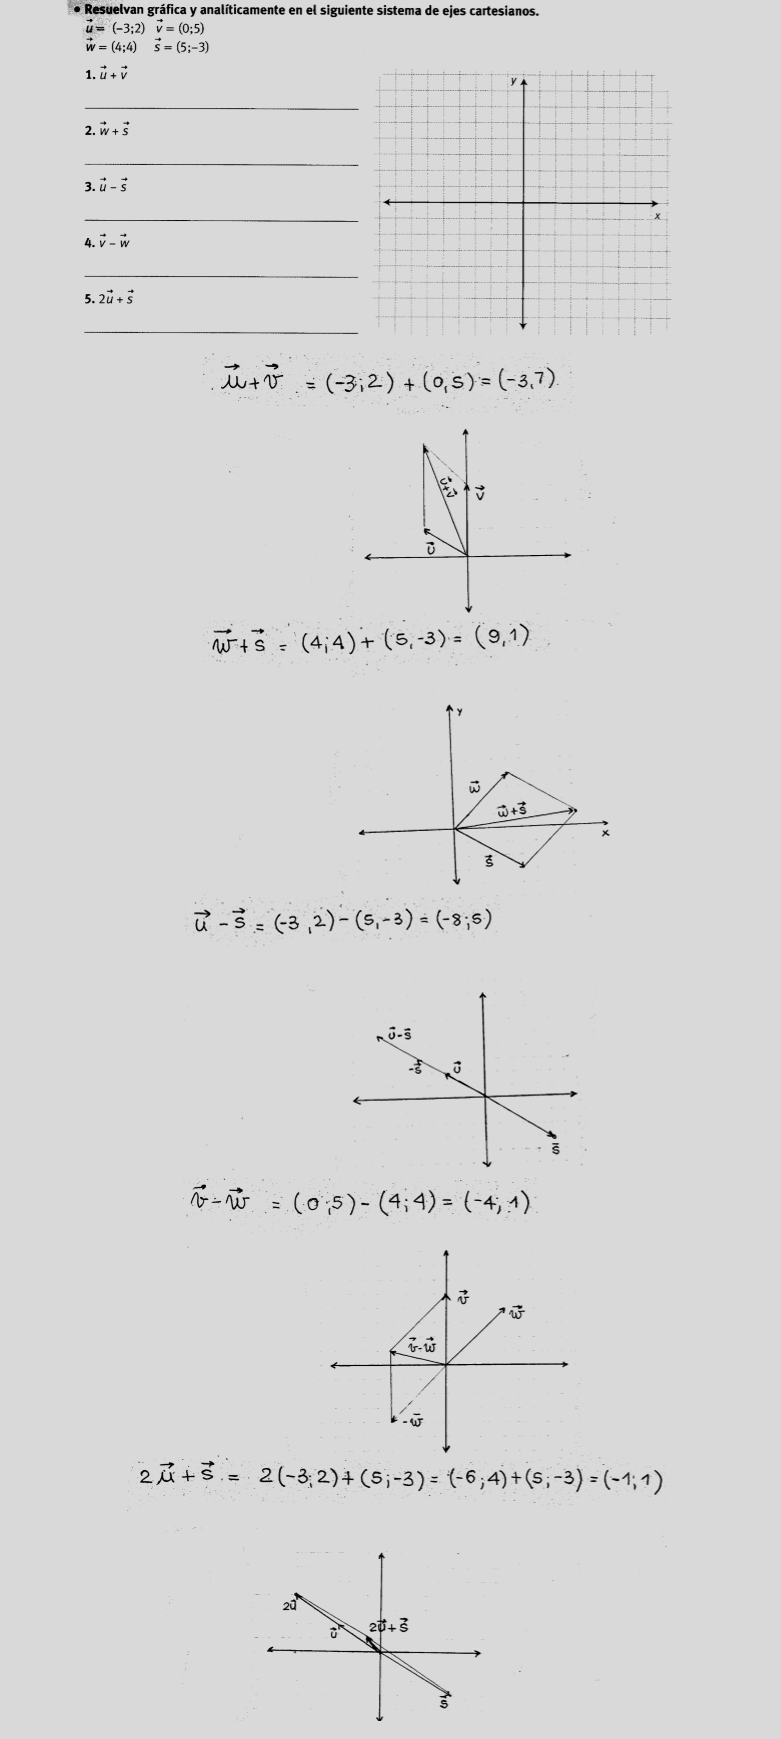 • Resuelvan gráfica y analíticamente en el siguiente sistema de ejes cartesianos.
u⃗ = (–3;2) v⃗ = (0;5)
w⃗ = (4;4) s⃗ = (5;–3)
1. u⃗ + v⃗
2. w⃗ + s⃗
3. u⃗ – s⃗
4. v⃗ – w⃗
5. 2u⃗ + s⃗
y
x
u⃗+v⃗ = (-3;2) + (0,5) = (-3,7)
u⃗+v⃗
v⃗
u⃗
w⃗+s⃗ = (4;4) + (5,-3) = (9,1)
y
w⃗
w⃗+s⃗
x
s⃗
u⃗ - s⃗ = (-3,2) - (5,-3) = (-8;5)
u⃗-s⃗
-s⃗
u⃗
s⃗
v⃗ - w⃗ = (0;5) - (4;4) = (-4;1)
v⃗
w⃗
v⃗-w⃗
-w⃗
2u⃗ + s⃗ = 2(-3;2) + (5;-3) = (-6;4) + (5;-3) = (-1;1)
2u⃗
u⃗
2u⃗+s⃗
s⃗